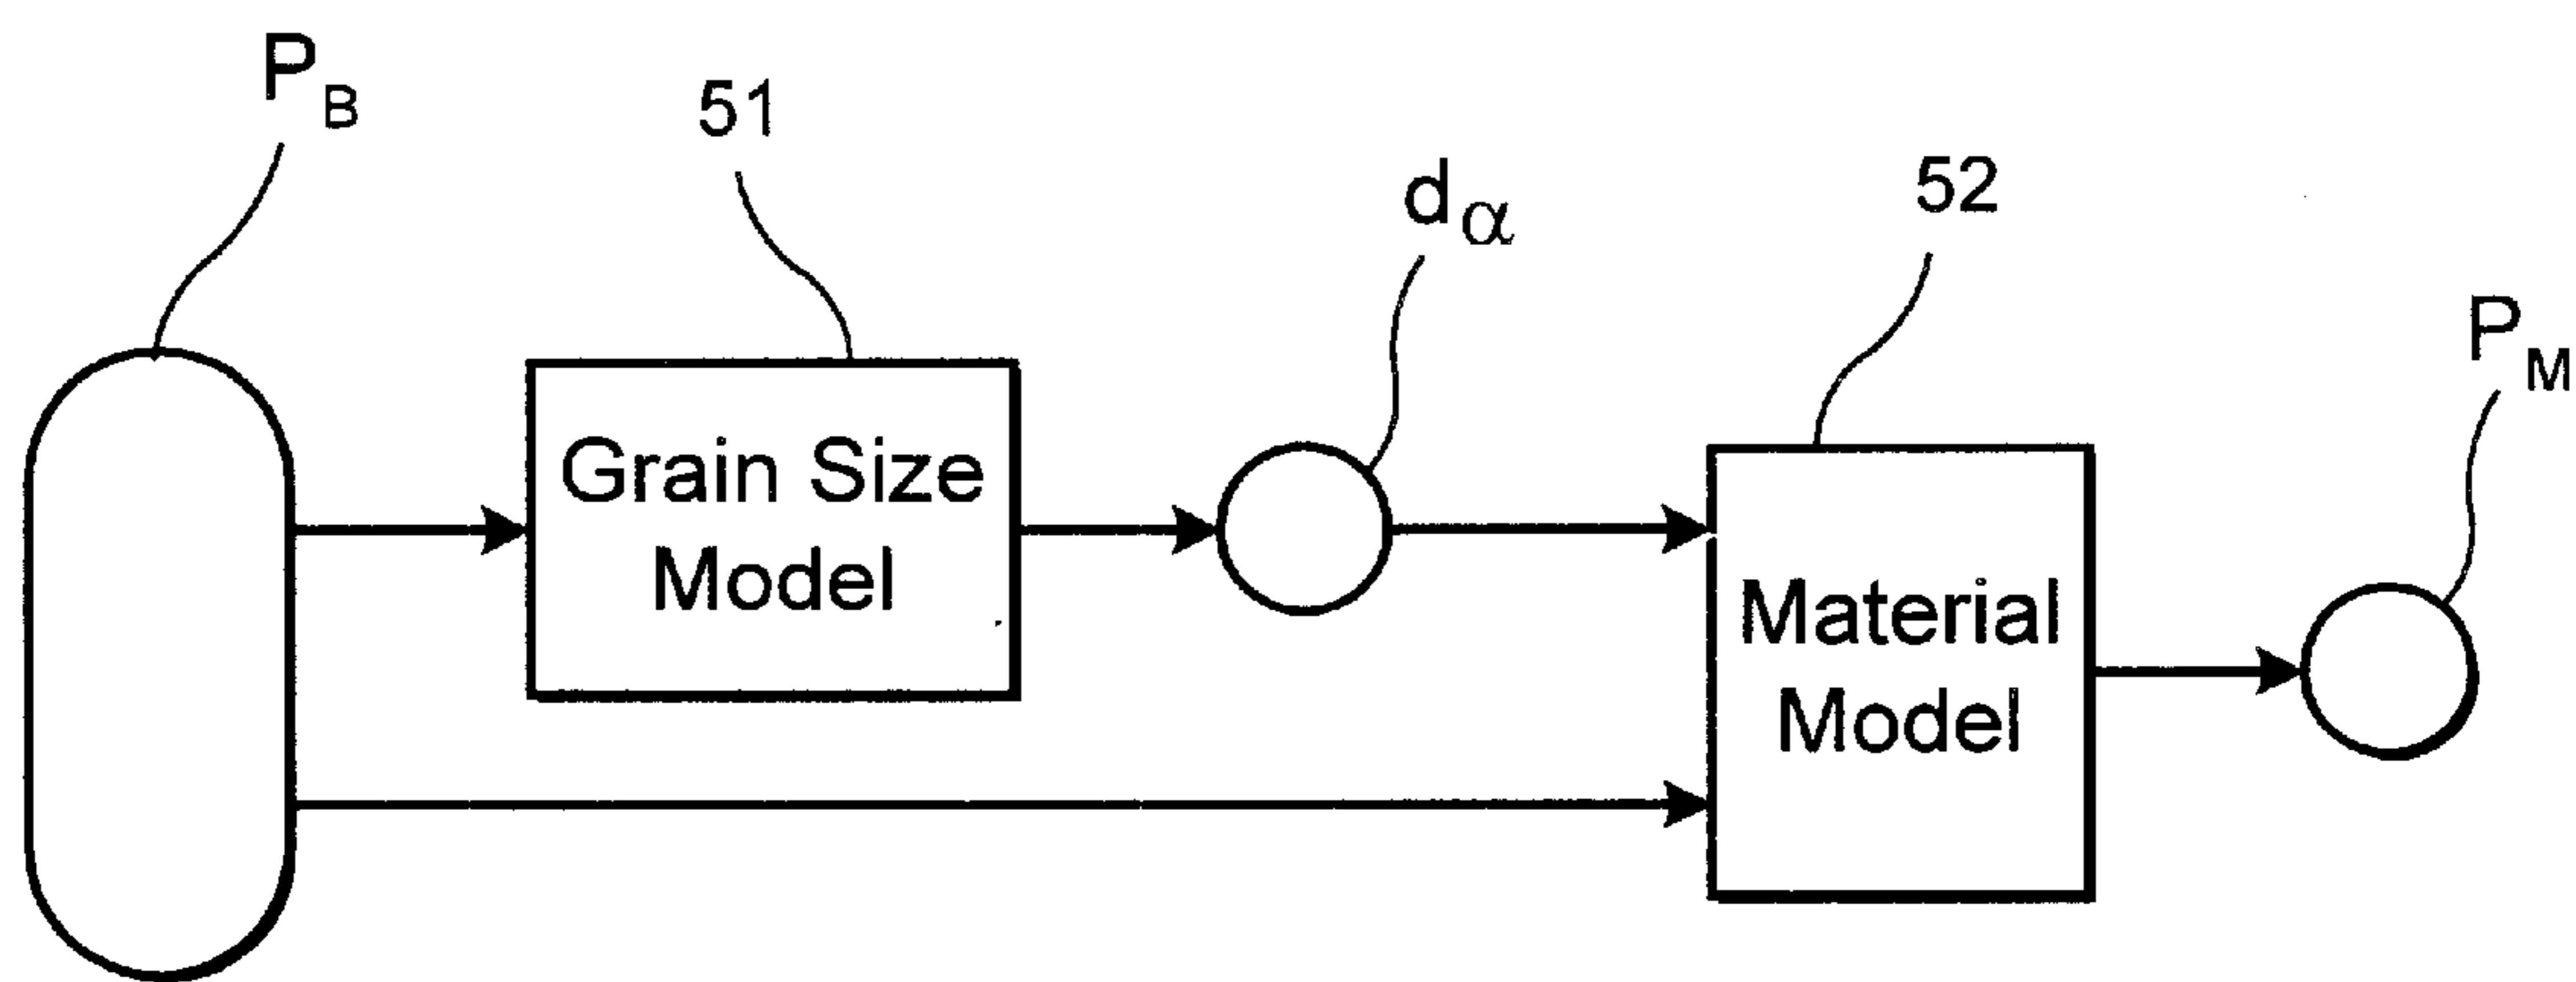 P_B
51
d_α
52
P_M
Grain Size
Model
Material
Model